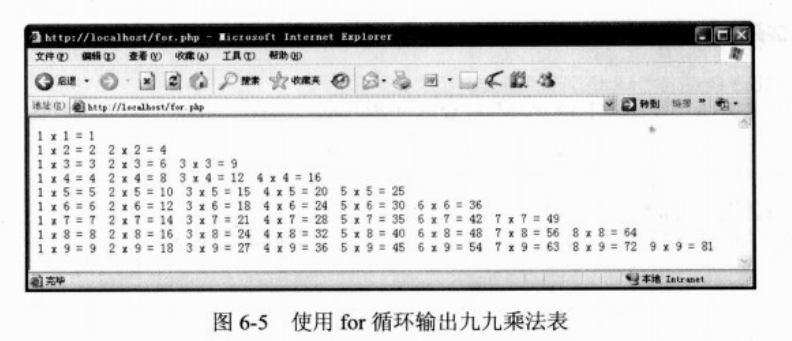 http://localhost/for.php - Microsoft Internet Explorer
文件(F) 编辑(E) 查看(V) 收藏(A) 工具(T) 帮助(H)
后退 搜索 收藏夹
地址(D) http://localhost/for.php 转到 链接 »
1 x 1 = 1
1 x 2 = 2 2 x 2 = 4
1 x 3 = 3 2 x 3 = 6 3 x 3 = 9
1 x 4 = 4 2 x 4 = 8 3 x 4 = 12 4 x 4 = 16
1 x 5 = 5 2 x 5 = 10 3 x 5 = 15 4 x 5 = 20 5 x 5 = 25
1 x 6 = 6 2 x 6 = 12 3 x 6 = 18 4 x 6 = 24 5 x 6 = 30 6 x 6 = 36
1 x 7 = 7 2 x 7 = 14 3 x 7 = 21 4 x 7 = 28 5 x 7 = 35 6 x 7 = 42 7 x 7 = 49
1 x 8 = 8 2 x 8 = 16 3 x 8 = 24 4 x 8 = 32 5 x 8 = 40 6 x 8 = 48 7 x 8 = 56 8 x 8 = 64
1 x 9 = 9 2 x 9 = 18 3 x 9 = 27 4 x 9 = 36 5 x 9 = 45 6 x 9 = 54 7 x 9 = 63 8 x 9 = 72 9 x 9 = 81
完毕 本地 Intranet
图 6-5 使用 for 循环输出九九乘法表